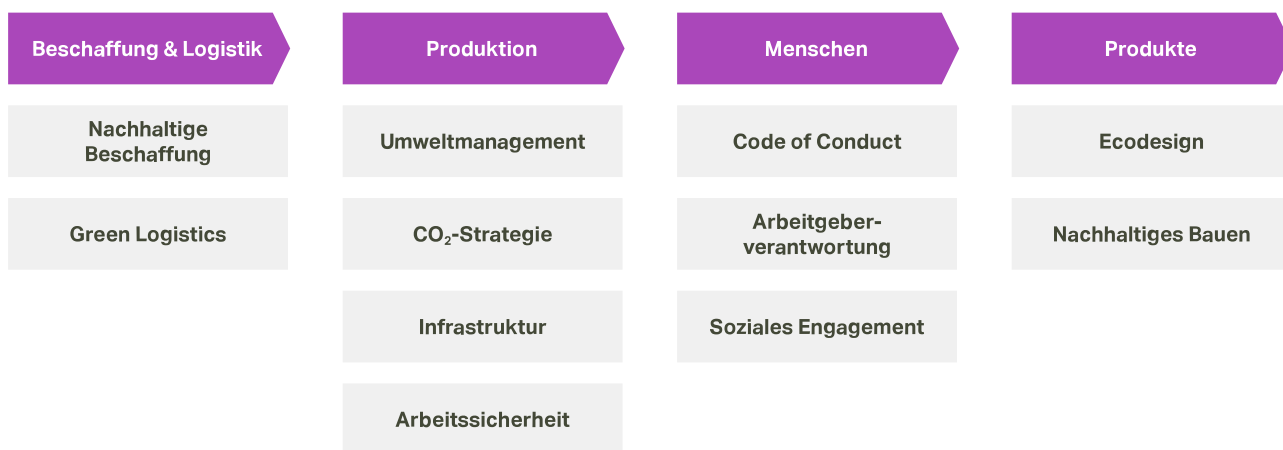 Beschaffung & Logistik
Nachhaltige
Beschaffung
Green Logistics
Produktion
Umweltmanagement
CO₂-Strategie
Infrastruktur
Arbeitssicherheit
Menschen
Code of Conduct
Arbeitgeber-
verantwortung
Soziales Engagement
Produkte
Ecodesign
Nachhaltiges Bauen